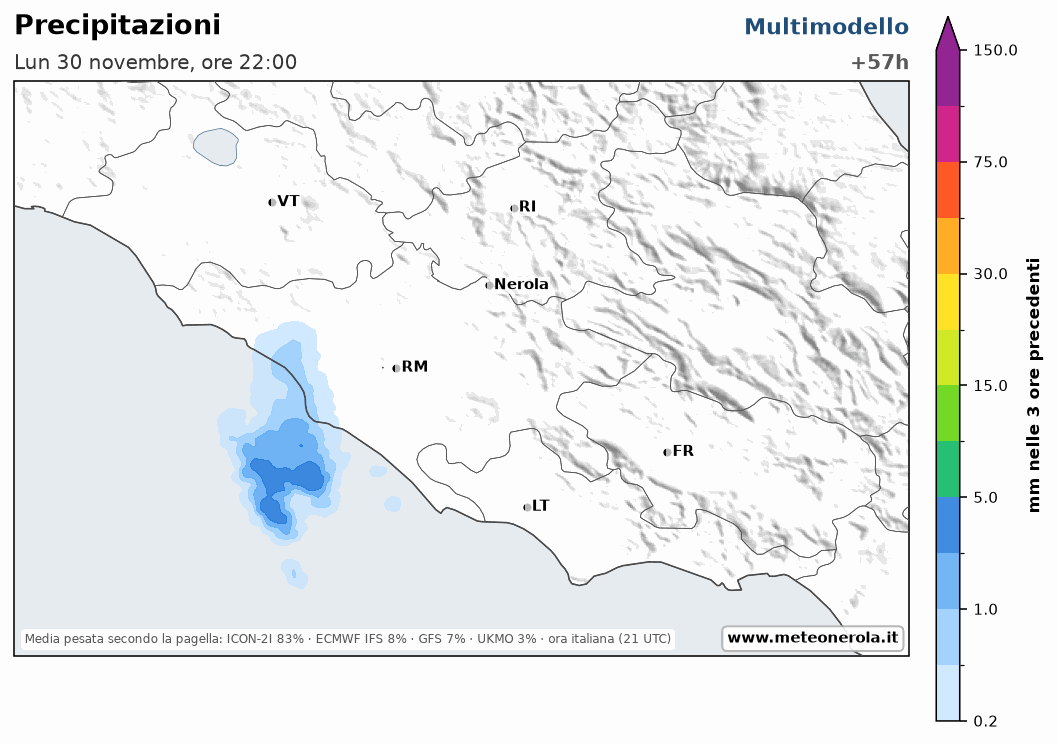 Precipitazioni
Multimodello
Lun 30 novembre, ore 22:00
+57h
150.0
75.0
30.0
15.0
5.0
1.0
0.2
mm nelle 3 ore precedenti
VT
RI
Nerola
RM
FR
LT
Media pesata secondo la pagella: ICON-2I 83% · ECMWF IFS 8% · GFS 7% · UKMO 3% · ora italiana (21 UTC)
www.meteonerola.it